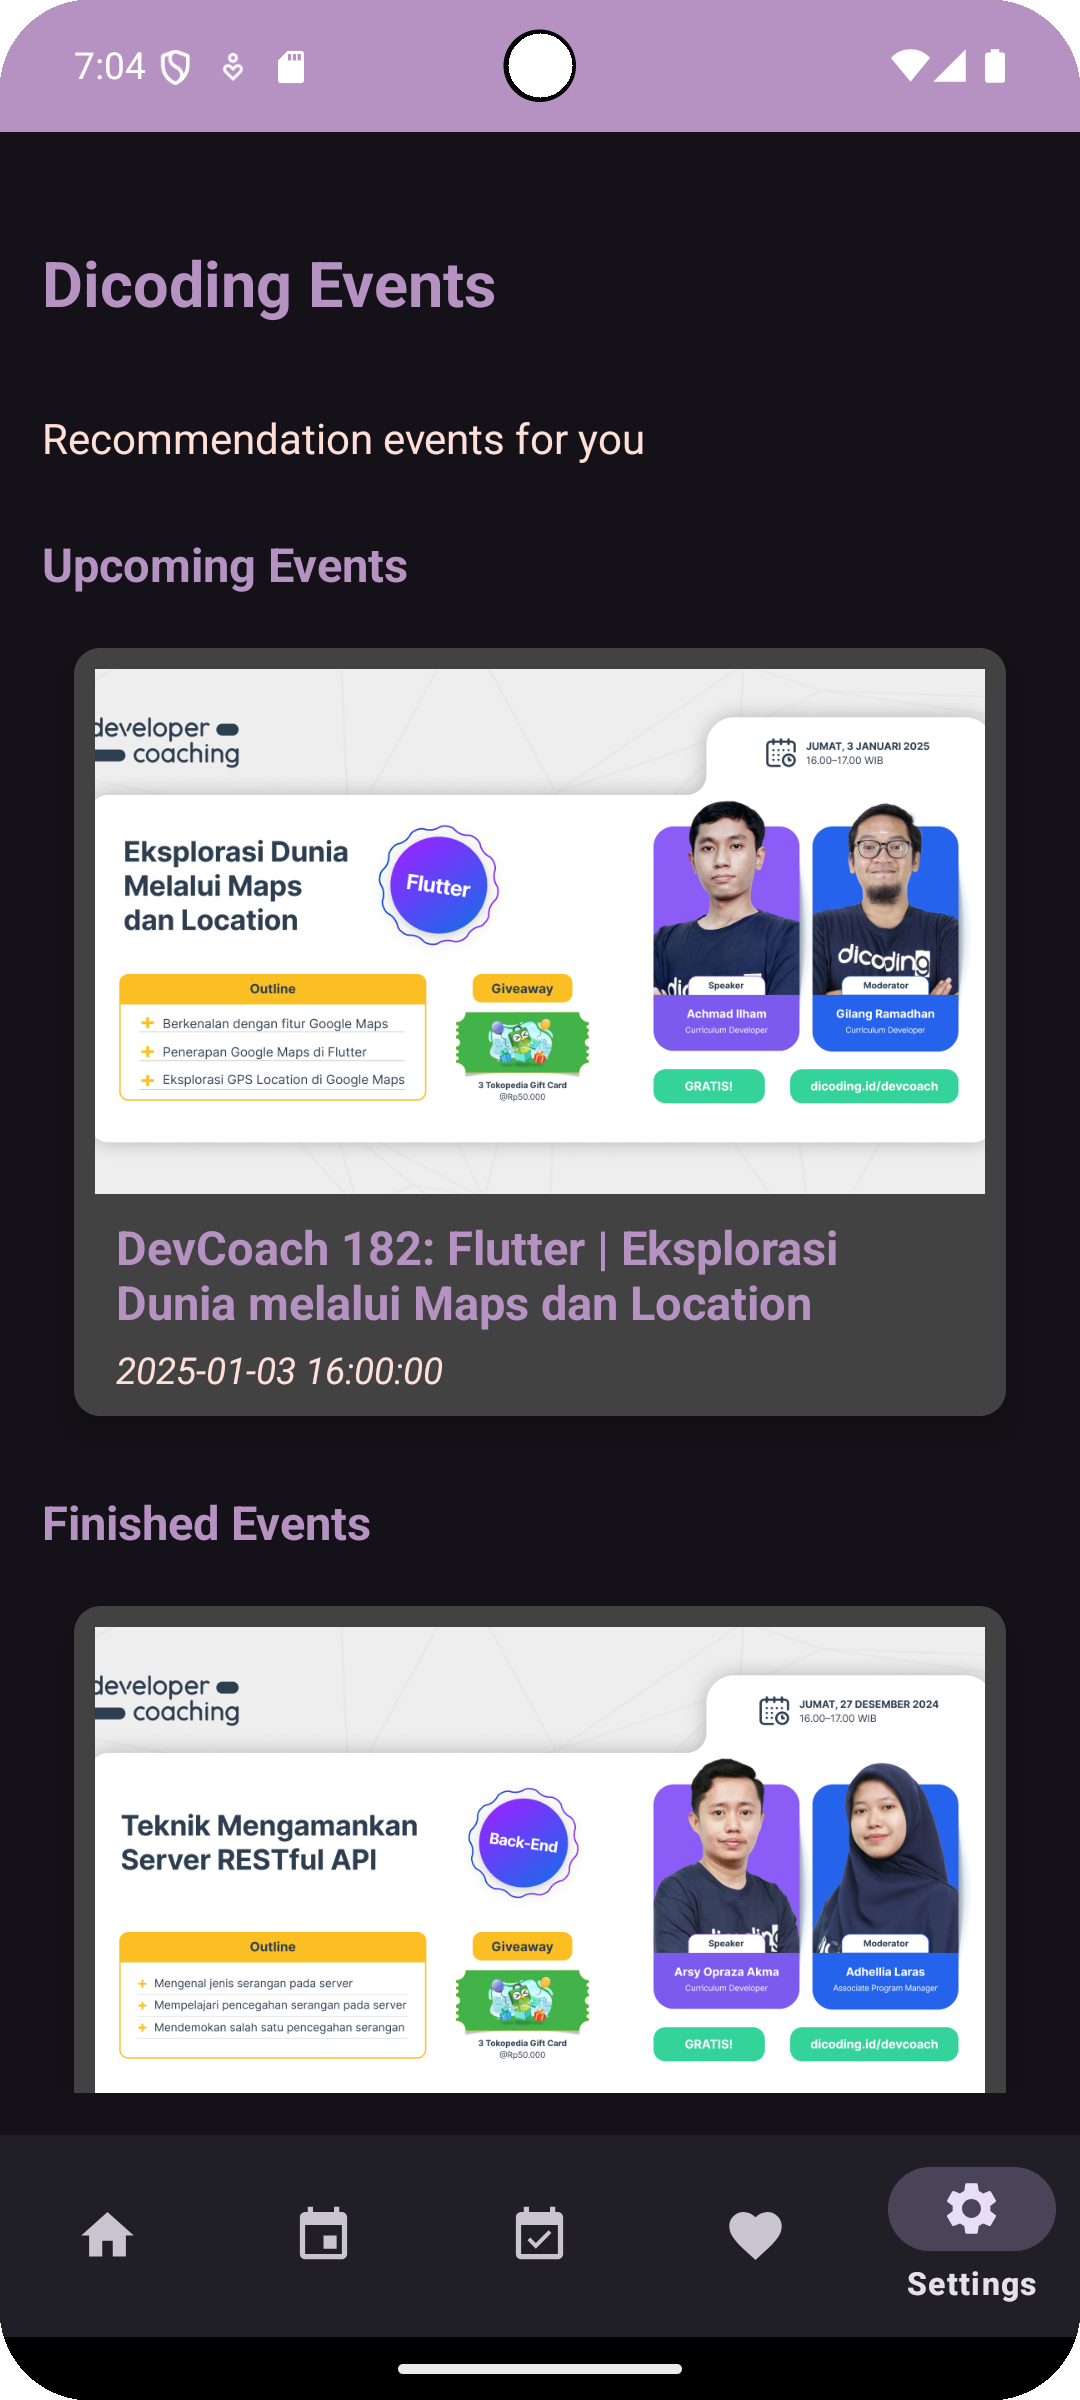 7:04
Dicoding Events
Recommendation events for you
Upcoming Events
developer
coaching
JUMAT, 3 JANUARI 2025
16.00–17.00 WIB
Eksplorasi Dunia
Melalui Maps
dan Location
Flutter
Outline
Berkenalan dengan fitur Google Maps
Penerapan Google Maps di Flutter
Eksplorasi GPS Location di Google Maps
Giveaway
3 Tokopedia Gift Card
@Rp50.000
dicoding
Speaker
Achmad Ilham
Curriculum Developer
Moderator
Gilang Ramadhan
Curriculum Developer
GRATIS!
dicoding.id/devcoach
DevCoach 182: Flutter | Eksplorasi
Dunia melalui Maps dan Location
2025-01-03 16:00:00
Finished Events
developer
coaching
JUMAT, 27 DESEMBER 2024
16.00–17.00 WIB
Teknik Mengamankan
Server RESTful API
Back-End
Outline
Mengenal jenis serangan pada server
Mempelajari pencegahan serangan pada server
Mendemokan salah satu pencegahan serangan
Giveaway
3 Tokopedia Gift Card
@Rp50.000
Speaker
Arsy Opraza Akma
Curriculum Developer
Moderator
Adhellia Laras
Associate Program Manager
GRATIS!
dicoding.id/devcoach
Settings